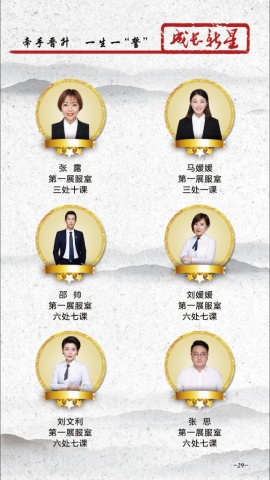 牵手晋升 一生一“誓”
成长新星
张 露
第一展服室
三处十课
马媛媛
第一展服室
三处一课
邵 帅
第一展服室
六处七课
刘媛媛
第一展服室
六处七课
刘文利
第一展服室
六处七课
张 思
第一展服室
六处七课
-29-